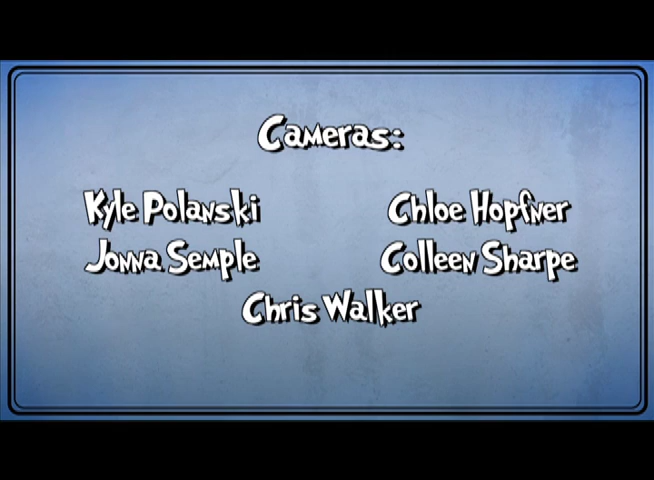 Cameras:
Kyle Polanski Chloe Hopfner
Jonna Semple Colleen Sharpe
Chris Walker